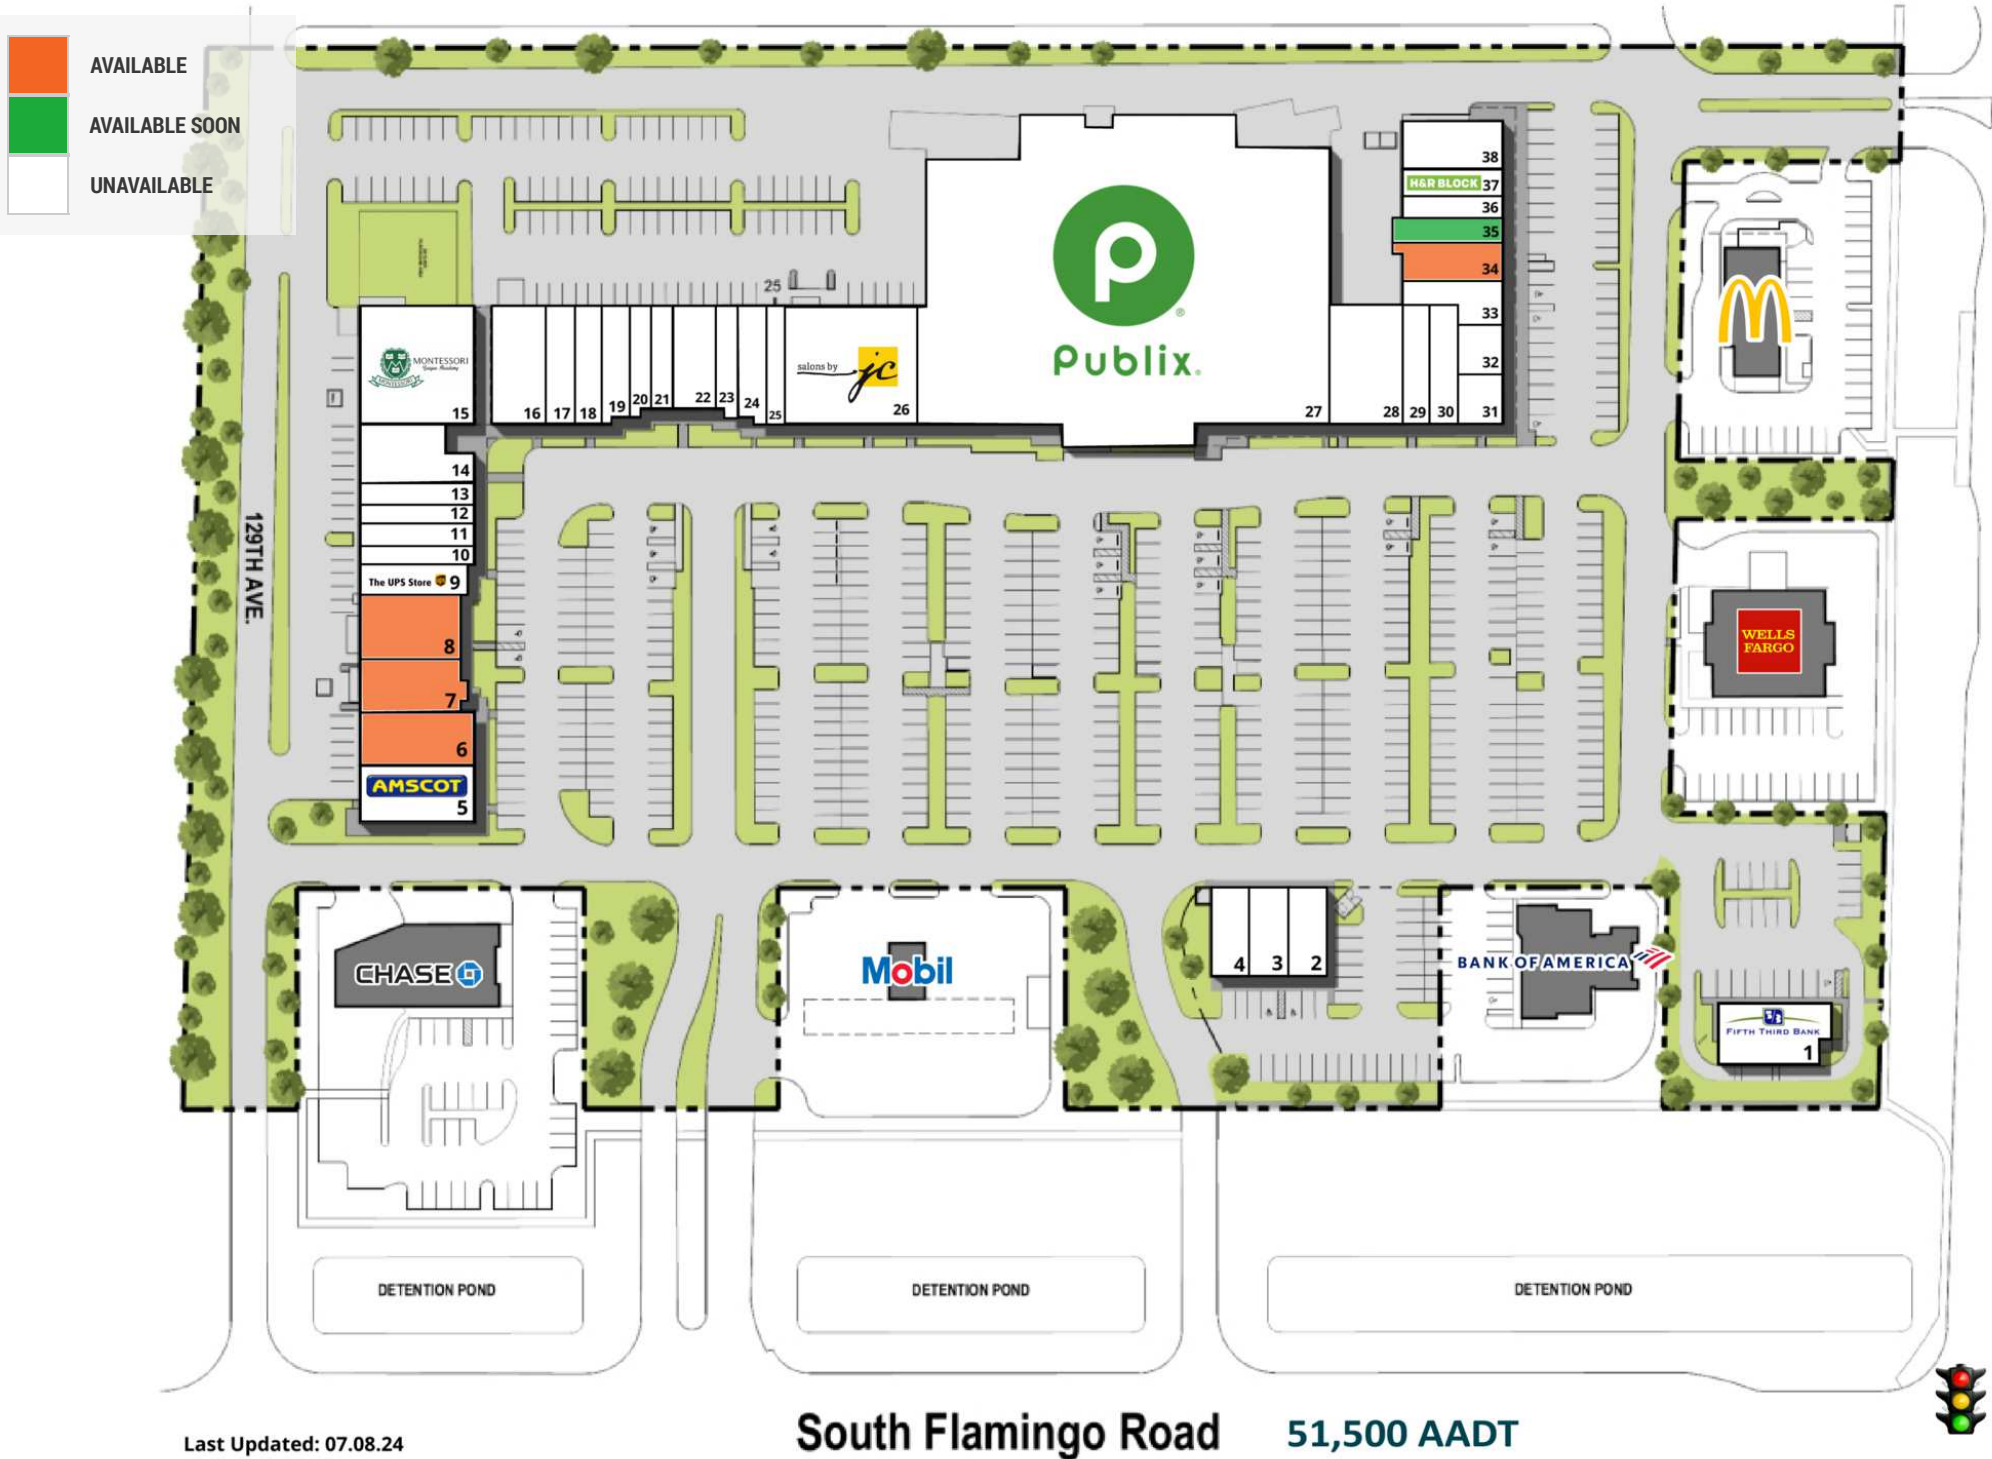 AVAILABLE
AVAILABLE SOON
UNAVAILABLE
129TH AVE.
38
H&R BLOCK 37
36
35
34
33
32
31
30
29
28
27
Publix.
®
25
salons by jc
26
25
24
23
22
21
20
19
18
17
16
MONTESSORI
15
14
13
12
11
10
The UPS Store 9
8
7
6
AMSCOT
5
WELLS
FARGO
CHASE
Mobil
4 3 2
BANK OF AMERICA
FIFTH THIRD BANK
1
DETENTION POND
DETENTION POND
DETENTION POND
Last Updated: 07.08.24
South Flamingo Road
51,500 AADT